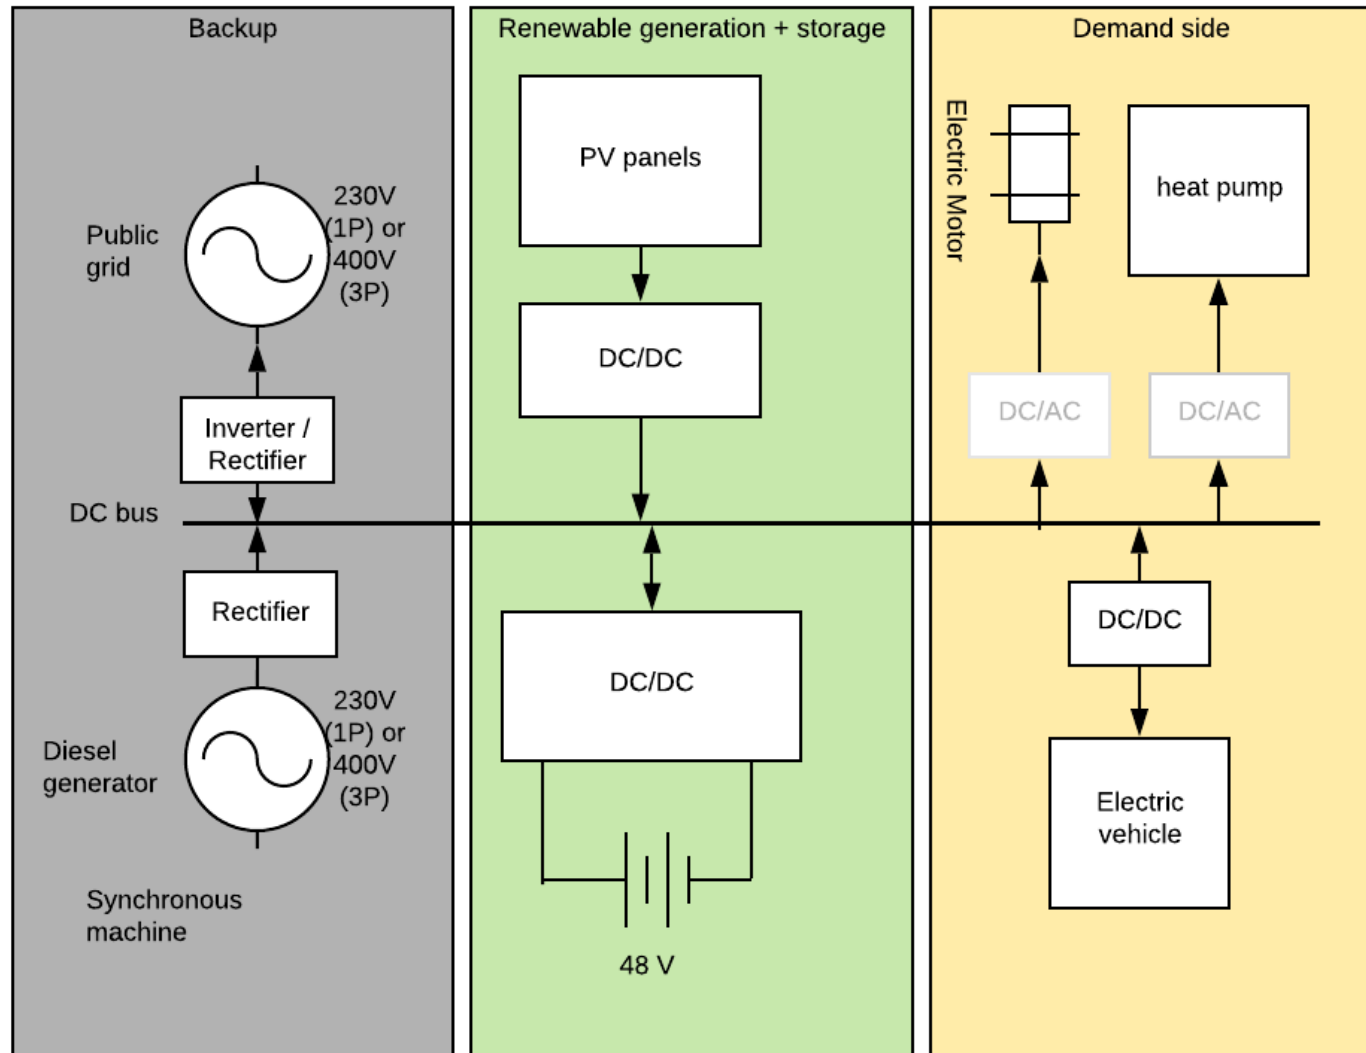 Backup
Public
grid
230V
(1P) or
400V
(3P)
Inverter /
Rectifier
DC bus
Rectifier
Diesel
generator
230V
(1P) or
400V
(3P)
Synchronous
machine
Renewable generation + storage
PV panels
DC/DC
DC/DC
48 V
Demand side
Electric Motor
heat pump
DC/AC
DC/AC
DC/DC
Electric
vehicle